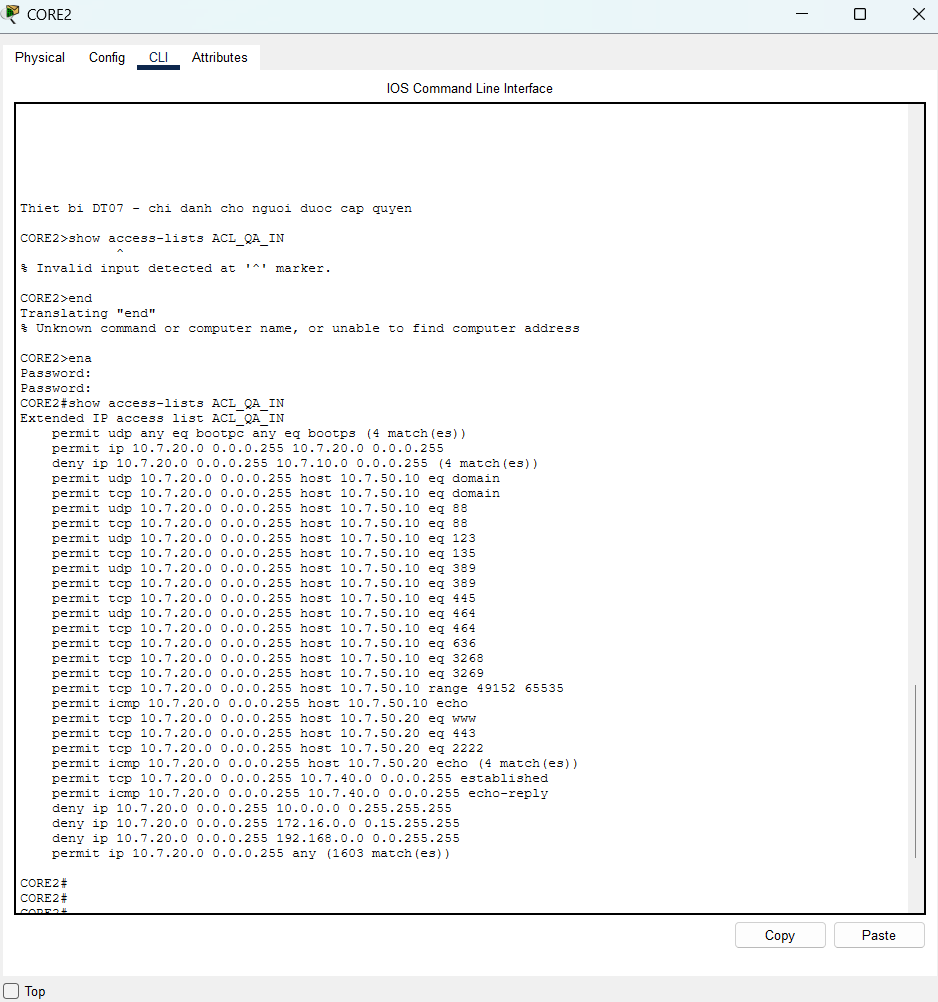 CORE2
Physical Config CLI Attributes
IOS Command Line Interface
Thiet bi DT07 - chi danh cho nguoi duoc cap quyen
CORE2>show access-lists ACL_QA_IN
^
% Invalid input detected at '^' marker.
CORE2>end
Translating "end"
% Unknown command or computer name, or unable to find computer address
CORE2>ena
Password:
Password:
CORE2#show access-lists ACL_QA_IN
Extended IP access list ACL_QA_IN
permit udp any eq bootpc any eq bootps (4 match(es))
permit ip 10.7.20.0 0.0.0.255 10.7.20.0 0.0.0.255
deny ip 10.7.20.0 0.0.0.255 10.7.10.0 0.0.0.255 (4 match(es))
permit udp 10.7.20.0 0.0.0.255 host 10.7.50.10 eq domain
permit tcp 10.7.20.0 0.0.0.255 host 10.7.50.10 eq domain
permit udp 10.7.20.0 0.0.0.255 host 10.7.50.10 eq 88
permit tcp 10.7.20.0 0.0.0.255 host 10.7.50.10 eq 88
permit udp 10.7.20.0 0.0.0.255 host 10.7.50.10 eq 123
permit tcp 10.7.20.0 0.0.0.255 host 10.7.50.10 eq 135
permit udp 10.7.20.0 0.0.0.255 host 10.7.50.10 eq 389
permit tcp 10.7.20.0 0.0.0.255 host 10.7.50.10 eq 389
permit tcp 10.7.20.0 0.0.0.255 host 10.7.50.10 eq 445
permit udp 10.7.20.0 0.0.0.255 host 10.7.50.10 eq 464
permit tcp 10.7.20.0 0.0.0.255 host 10.7.50.10 eq 464
permit tcp 10.7.20.0 0.0.0.255 host 10.7.50.10 eq 636
permit tcp 10.7.20.0 0.0.0.255 host 10.7.50.10 eq 3268
permit tcp 10.7.20.0 0.0.0.255 host 10.7.50.10 eq 3269
permit tcp 10.7.20.0 0.0.0.255 host 10.7.50.10 range 49152 65535
permit icmp 10.7.20.0 0.0.0.255 host 10.7.50.10 echo
permit tcp 10.7.20.0 0.0.0.255 host 10.7.50.20 eq www
permit tcp 10.7.20.0 0.0.0.255 host 10.7.50.20 eq 443
permit tcp 10.7.20.0 0.0.0.255 host 10.7.50.20 eq 2222
permit icmp 10.7.20.0 0.0.0.255 host 10.7.50.20 echo (4 match(es))
permit tcp 10.7.20.0 0.0.0.255 10.7.40.0 0.0.0.255 established
permit icmp 10.7.20.0 0.0.0.255 10.7.40.0 0.0.0.255 echo-reply
deny ip 10.7.20.0 0.0.0.255 10.0.0.0 0.255.255.255
deny ip 10.7.20.0 0.0.0.255 172.16.0.0 0.15.255.255
deny ip 10.7.20.0 0.0.0.255 192.168.0.0 0.0.255.255
permit ip 10.7.20.0 0.0.0.255 any (1603 match(es))
CORE2#
CORE2#
CORE2#
Copy Paste
Top